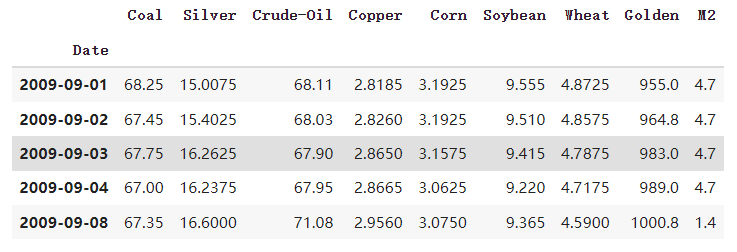 Coal Silver Crude-Oil Copper Corn Soybean Wheat Golden M2
Date
2009-09-01 68.25 15.0075 68.11 2.8185 3.1925 9.555 4.8725 955.0 4.7
2009-09-02 67.45 15.4025 68.03 2.8260 3.1925 9.510 4.8575 964.8 4.7
2009-09-03 67.75 16.2625 67.90 2.8650 3.1575 9.415 4.7875 983.0 4.7
2009-09-04 67.00 16.2375 67.95 2.8665 3.0625 9.220 4.7175 989.0 4.7
2009-09-08 67.35 16.6000 71.08 2.9560 3.0750 9.365 4.5900 1000.8 1.4